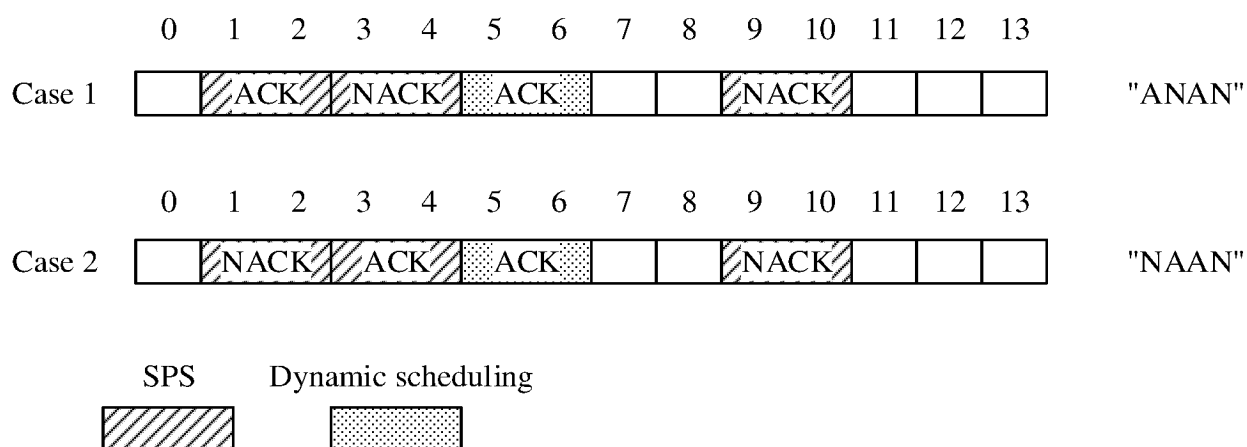 0 1 2 3 4 5 6 7 8 9 10 11 12 13
Case 1 ACK NACK ACK NACK "ANAN"
0 1 2 3 4 5 6 7 8 9 10 11 12 13
Case 2 NACK ACK ACK NACK "NAAN"
SPS Dynamic scheduling